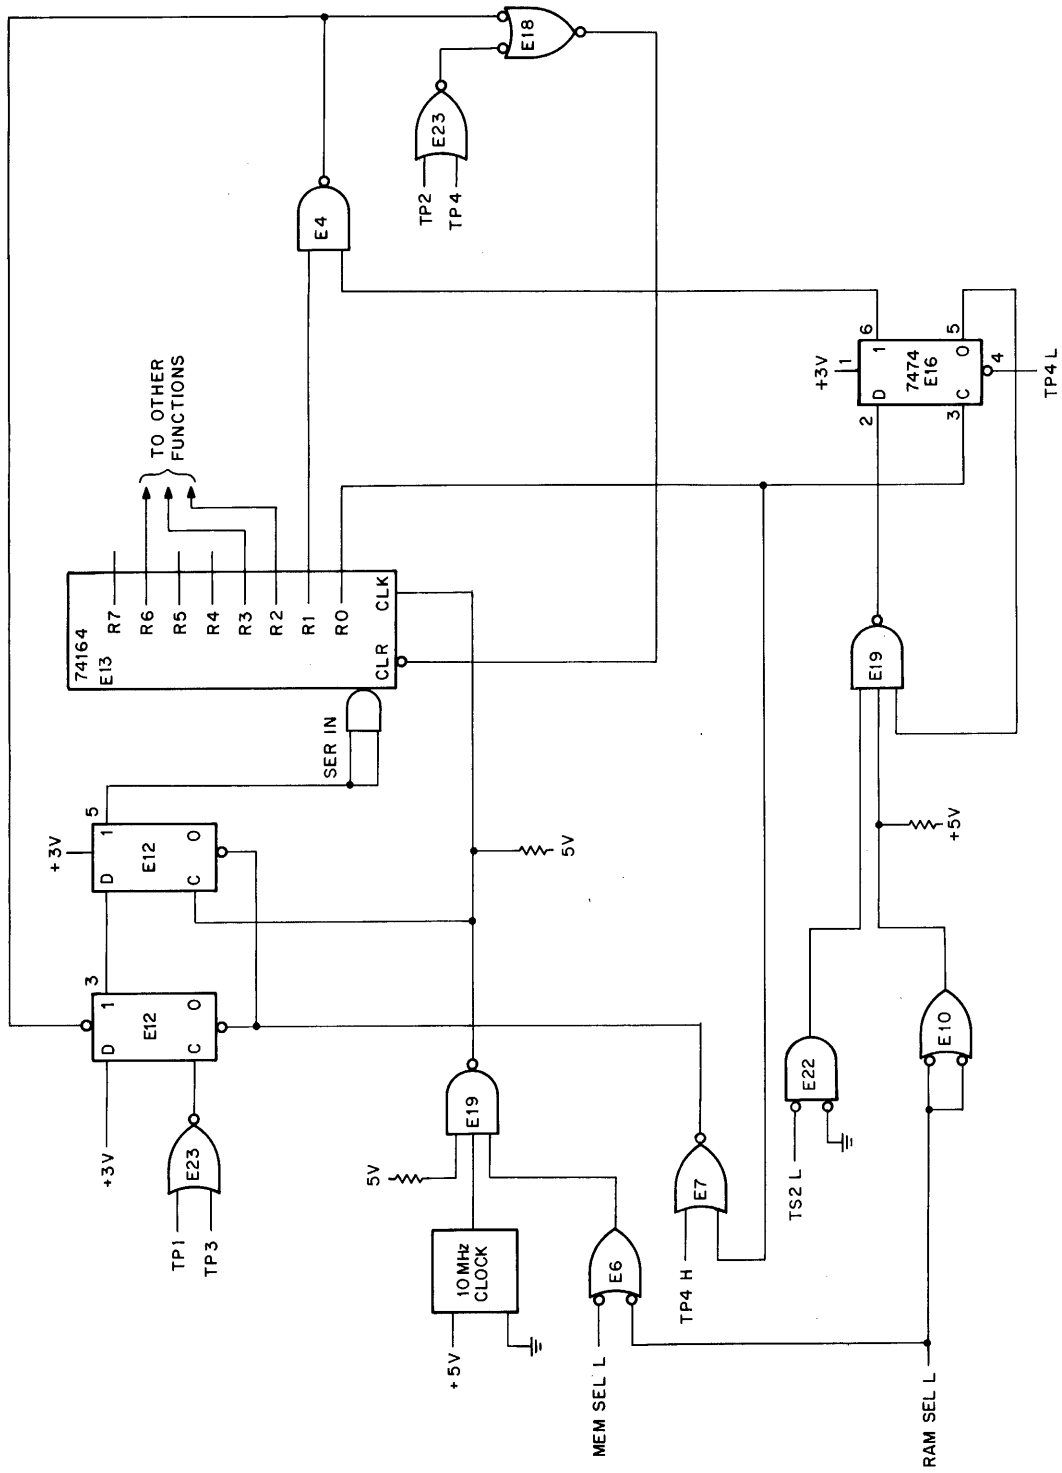 E18
E23
TP2
TP4
E4
TO OTHER
FUNCTIONS
+3V
1
6
1
D
2
7474
E16
5
0
C
3
4
TP4 L
74164
E13
R7
R6
R5
R4
R3
R2
R1
R0
CLR
CLK
SER IN
E19
+3V
5
1
D
E12
0
C
5V
+5V
3
1
D
E12
0
C
+3V
E23
TP1
TP3
E19
5V
10 MHz
CLOCK
+5V
E7
TP4 H
E6
MEM SEL L
E22
TS2 L
E10
RAM SEL L